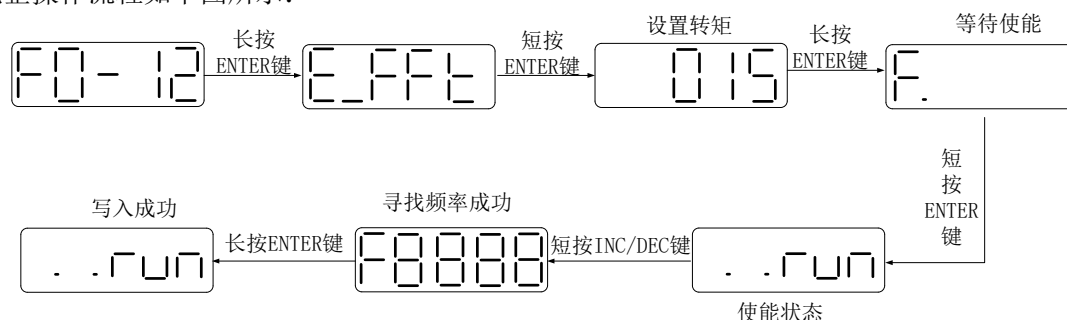 设置转矩
等待使能
长按
ENTER键
短按
ENTER键
长按
ENTER键
F0-12
E_FFt
015
F.
短
按
ENTER
键
写入成功
寻找频率成功
长按ENTER键
短按INC/DEC键
. .run
F8888
. .run
使能状态